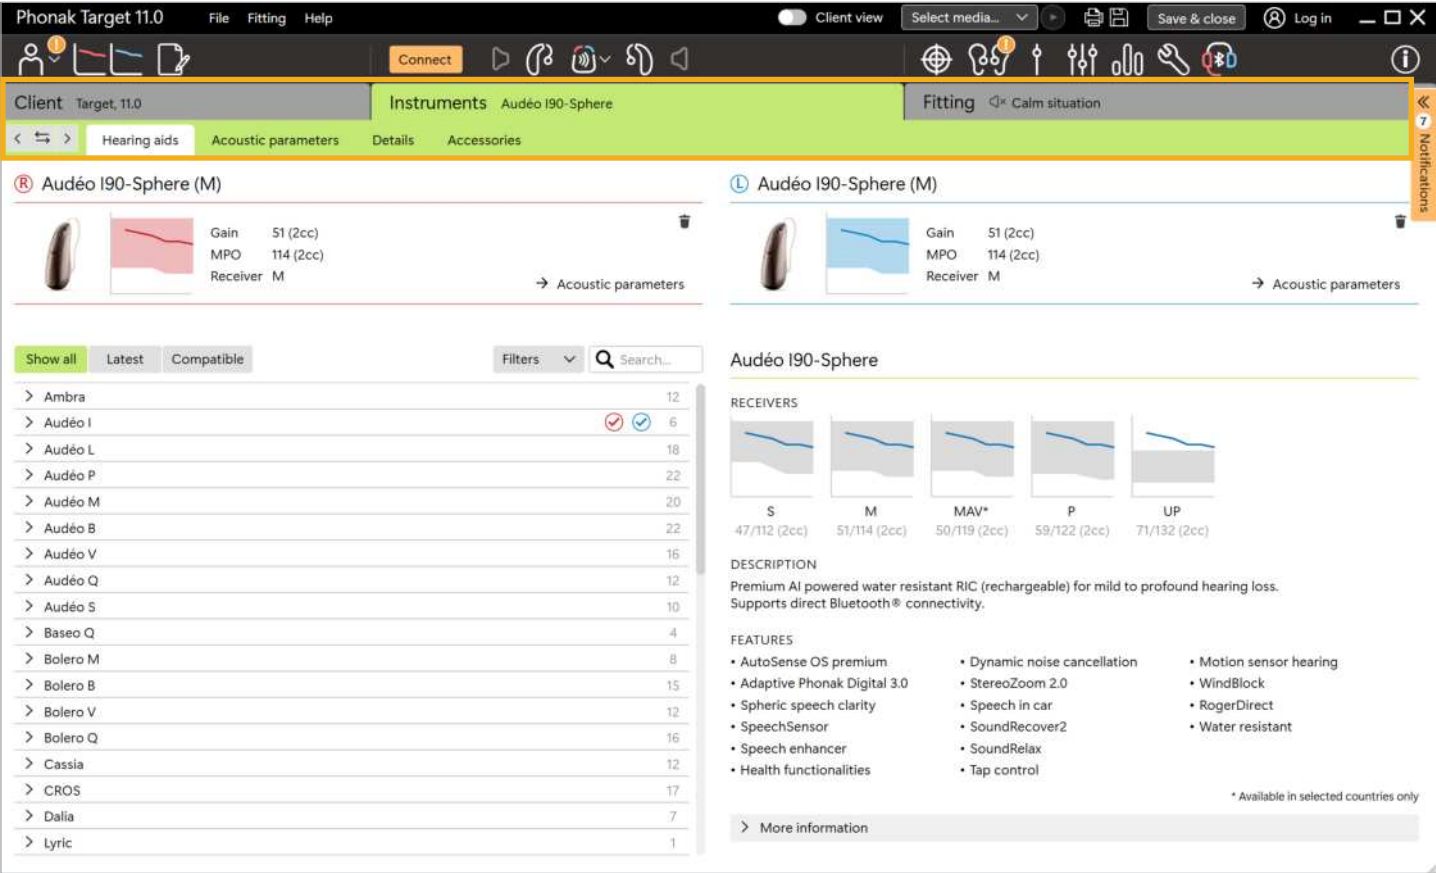 Phonak Target 11.0 File Fitting Help Client view Select media... Save & close Log in
Connect
Client Target, 11.0 Instruments Audéo I90-Sphere Fitting Calm situation
7 Notifications
Hearing aids Acoustic parameters Details Accessories
R Audéo I90-Sphere (M)
Gain 51 (2cc)
MPO 114 (2cc)
Receiver M
→ Acoustic parameters
L Audéo I90-Sphere (M)
Gain 51 (2cc)
MPO 114 (2cc)
Receiver M
→ Acoustic parameters
Show all Latest Compatible Filters Search...
Ambra 12
Audéo I 6
Audéo L 18
Audéo P 22
Audéo M 20
Audéo B 22
Audéo V 16
Audéo Q 12
Audéo S 10
Baseo Q 4
Bolero M 8
Bolero B 15
Bolero V 12
Bolero Q 16
Cassia 12
CROS 17
Dalia 7
Lyric 1
Audéo I90-Sphere
RECEIVERS
S M MAV* P UP
47/112 (2cc) 51/114 (2cc) 50/119 (2cc) 59/122 (2cc) 71/132 (2cc)
DESCRIPTION
Premium AI powered water resistant RIC (rechargeable) for mild to profound hearing loss.
Supports direct Bluetooth® connectivity.
FEATURES
• AutoSense OS premium
• Adaptive Phonak Digital 3.0
• Spheric speech clarity
• SpeechSensor
• Speech enhancer
• Health functionalities
• Dynamic noise cancellation
• StereoZoom 2.0
• Speech in car
• SoundRecover2
• SoundRelax
• Tap control
• Motion sensor hearing
• WindBlock
• RogerDirect
• Water resistant
* Available in selected countries only
More information